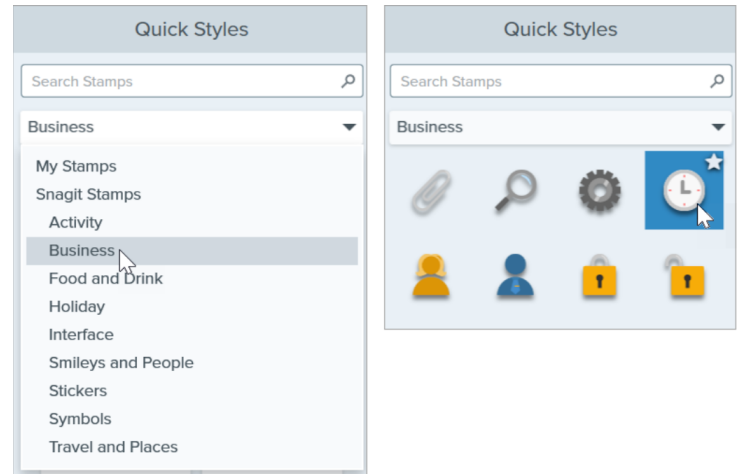 Quick Styles
Search Stamps
Business
My Stamps
Snagit Stamps
Activity
Business
Food and Drink
Holiday
Interface
Smileys and People
Stickers
Symbols
Travel and Places
Quick Styles
Search Stamps
Business